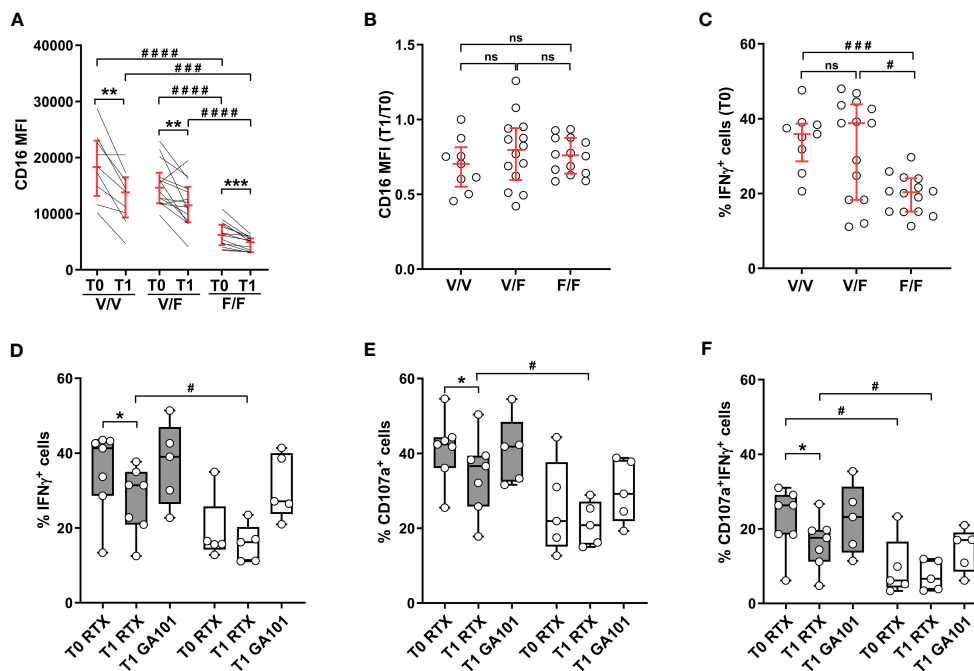 A
CD16 MFI
40000
30000
20000
10000
0
# # # #
# # #
# # # #
# # # #
**
**
***
T0 T1 T0 T1 T0 T1
V/V V/F F/F
B
CD16 MFI (T1/T0)
1.5
1.0
0.5
0.0
ns
ns ns
V/V V/F F/F
C
% IFNγ+ cells (T0)
60
40
20
0
# # #
ns #
V/V V/F F/F
D
% IFNγ+ cells
60
40
20
0
*
#
T0 RTX
T1 RTX
T1 GA101
T0 RTX
T1 RTX
T1 GA101
E
% CD107a+ cells
60
40
20
0
*
#
T0 RTX
T1 RTX
T1 GA101
T0 RTX
T1 RTX
T1 GA101
F
% CD107a+IFNγ+ cells
60
40
20
0
#
#
*
T0 RTX
T1 RTX
T1 GA101
T0 RTX
T1 RTX
T1 GA101